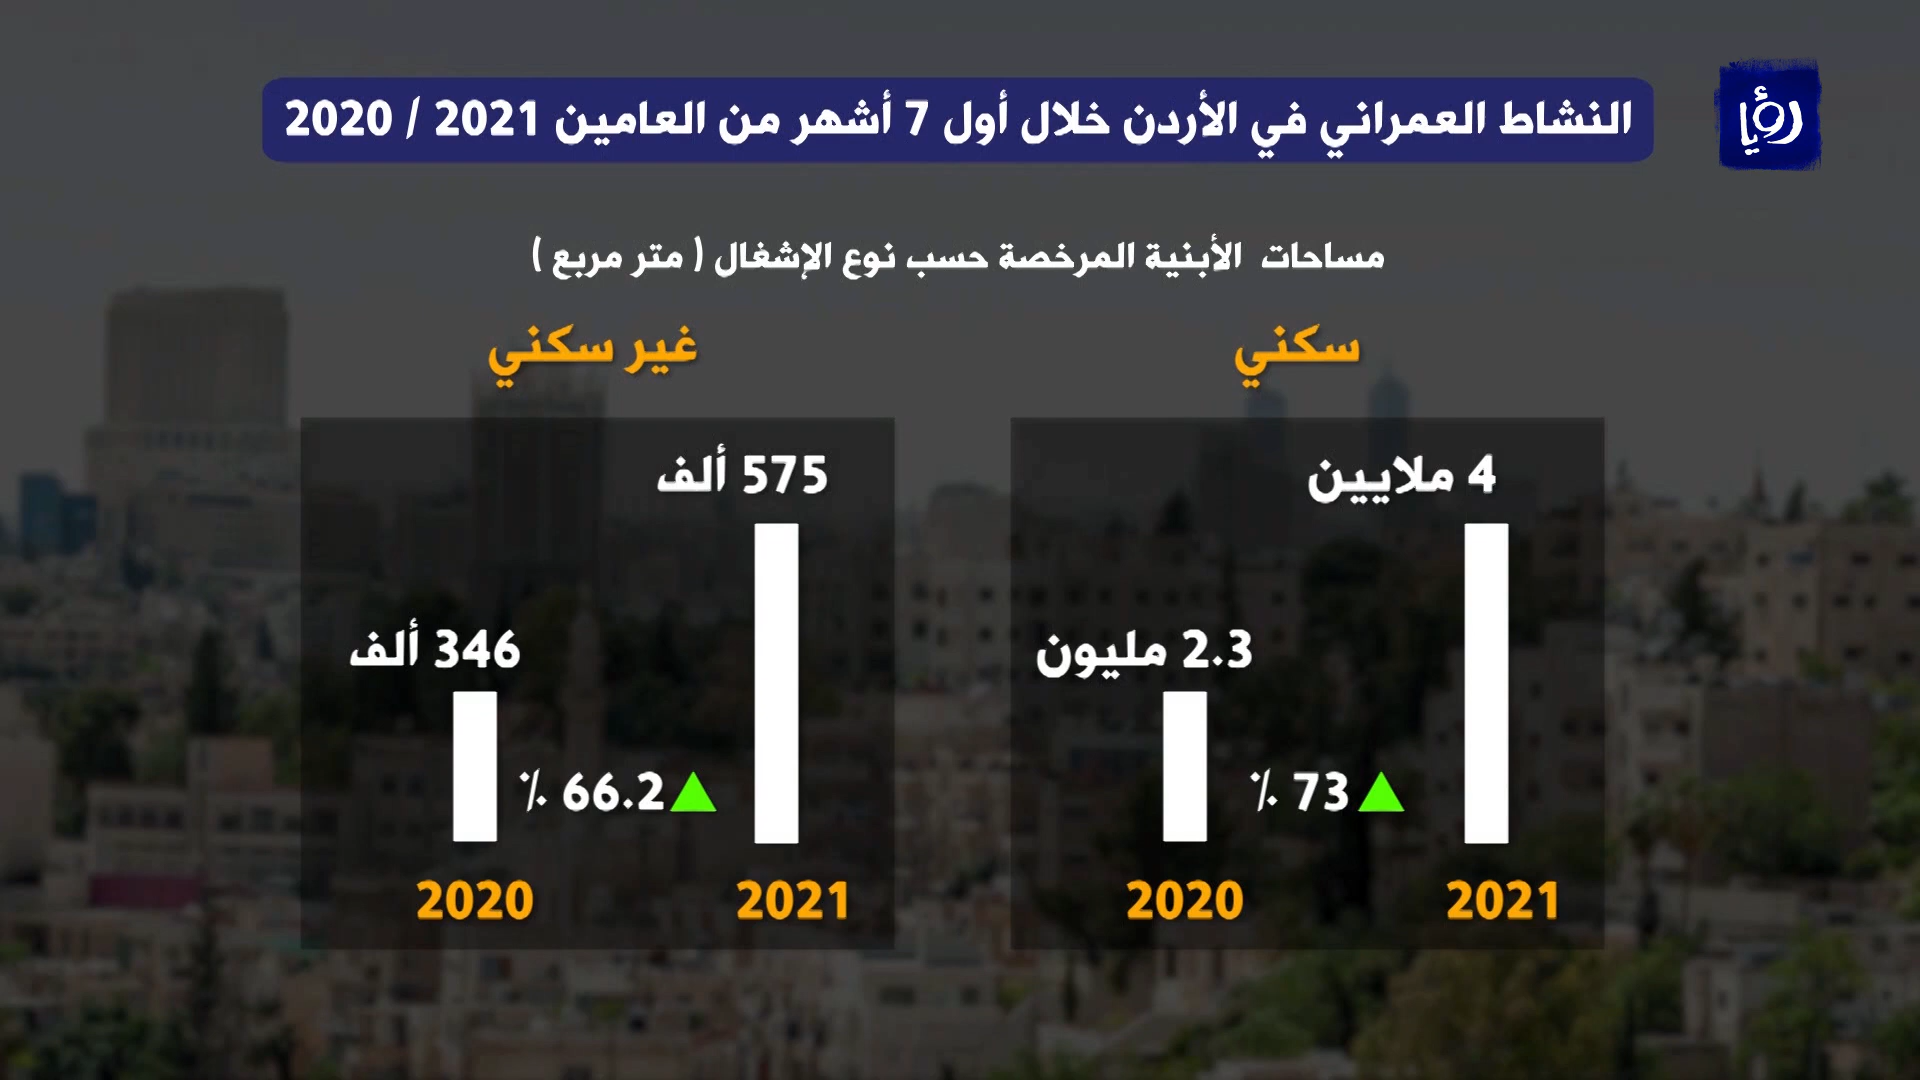 النشاط العمراني في الأردن خلال أول 7 أشهر من العامين 2021 / 2020
رؤيا
مساحات الأبنية المرخصة حسب نوع الإشغال ( متر مربع )
سكني
4 ملايين
2.3 مليون
73 ٪
2021
2020
غير سكني
575 ألف
346 ألف
66.2 ٪
2021
2020